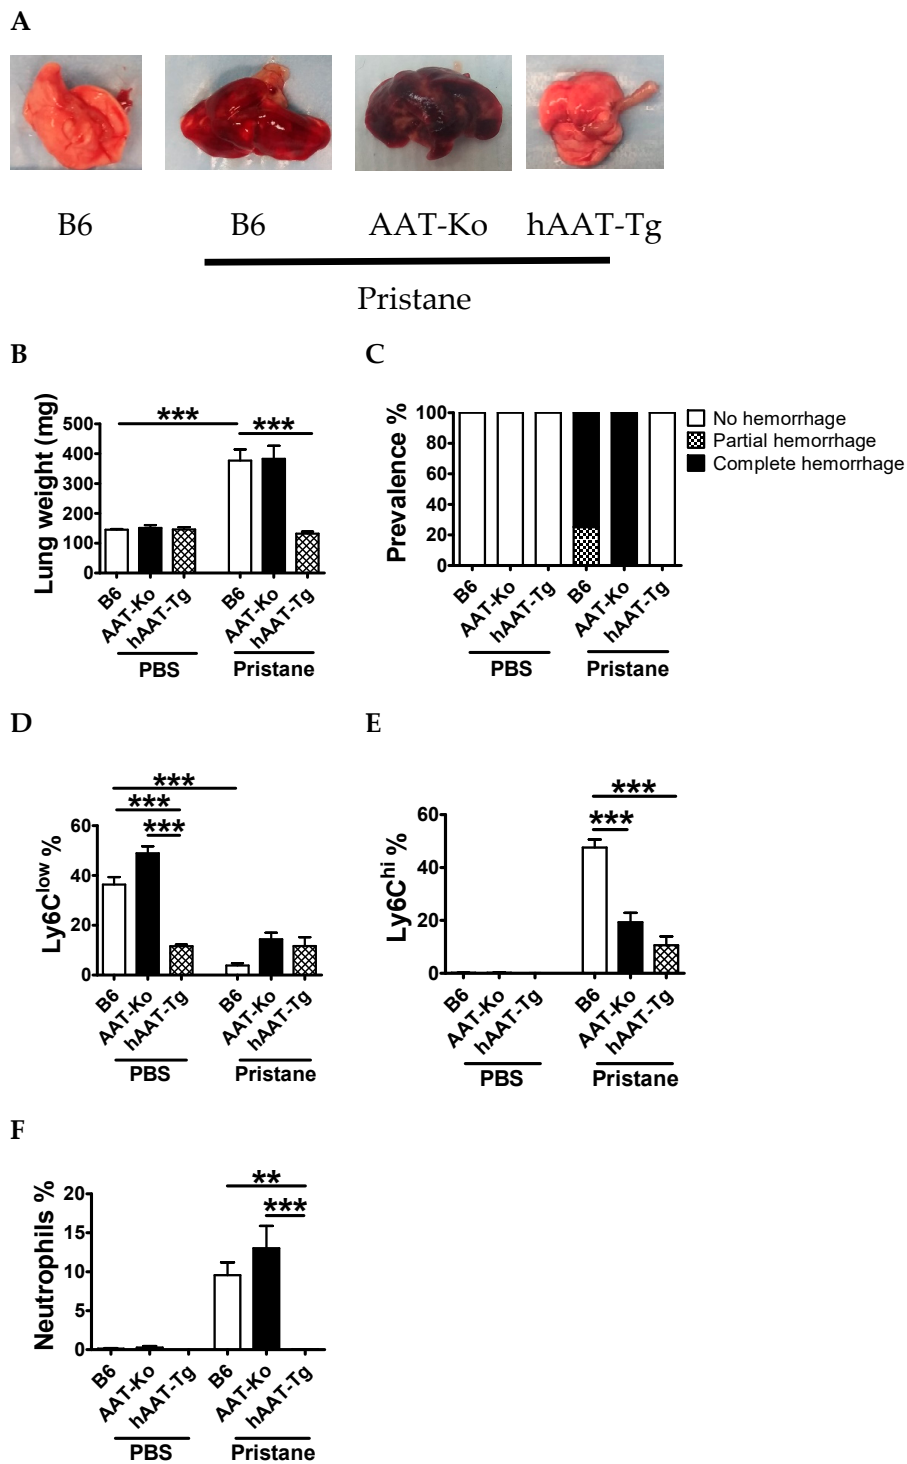 A
B6 B6 AAT-Ko hAAT-Tg
Pristane
B
Lung weight (mg)
***
***
500
400
300
200
100
0
B6 AAT-Ko hAAT-Tg B6 AAT-Ko hAAT-Tg
PBS Pristane
C
Prevalence %
100
80
60
40
20
0
No hemorrhage
Partial hemorrhage
Complete hemorrhage
B6 AAT-Ko hAAT-Tg B6 AAT-Ko hAAT-Tg
PBS Pristane
D
Ly6Clow %
***
***
***
60
40
20
0
B6 AAT-Ko hAAT-Tg B6 AAT-Ko hAAT-Tg
PBS Pristane
E
Ly6Chi %
***
***
60
40
20
0
B6 AAT-Ko hAAT-Tg B6 AAT-Ko hAAT-Tg
PBS Pristane
F
Neutrophils %
**
***
20
15
10
5
0
B6 AAT-Ko hAAT-Tg B6 AAT-Ko hAAT-Tg
PBS Pristane